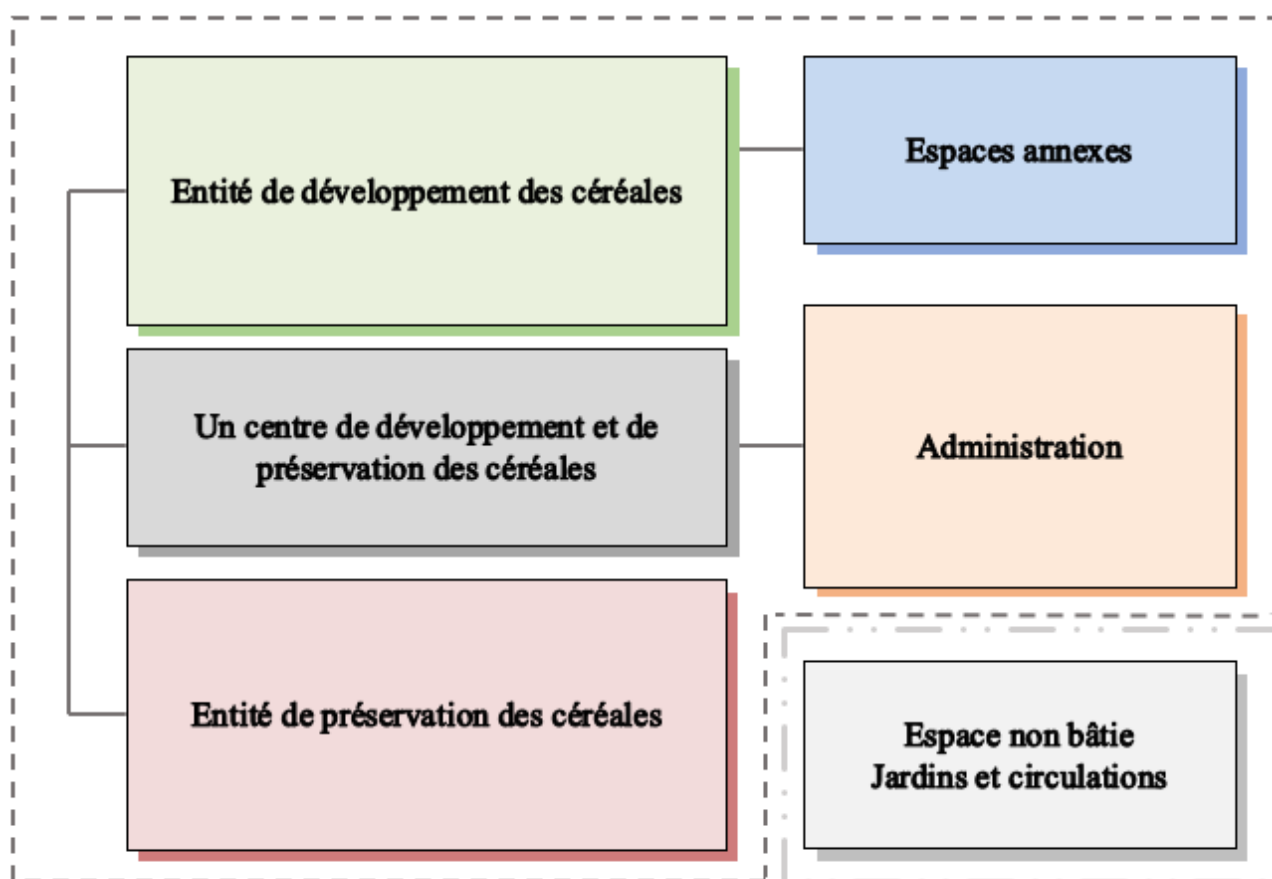 Entité de développement des céréales
Espaces annexes
Un centre de développement et de
préservation des céréales
Administration
Entité de préservation des céréales
Espace non bâtie
Jardins et circulations